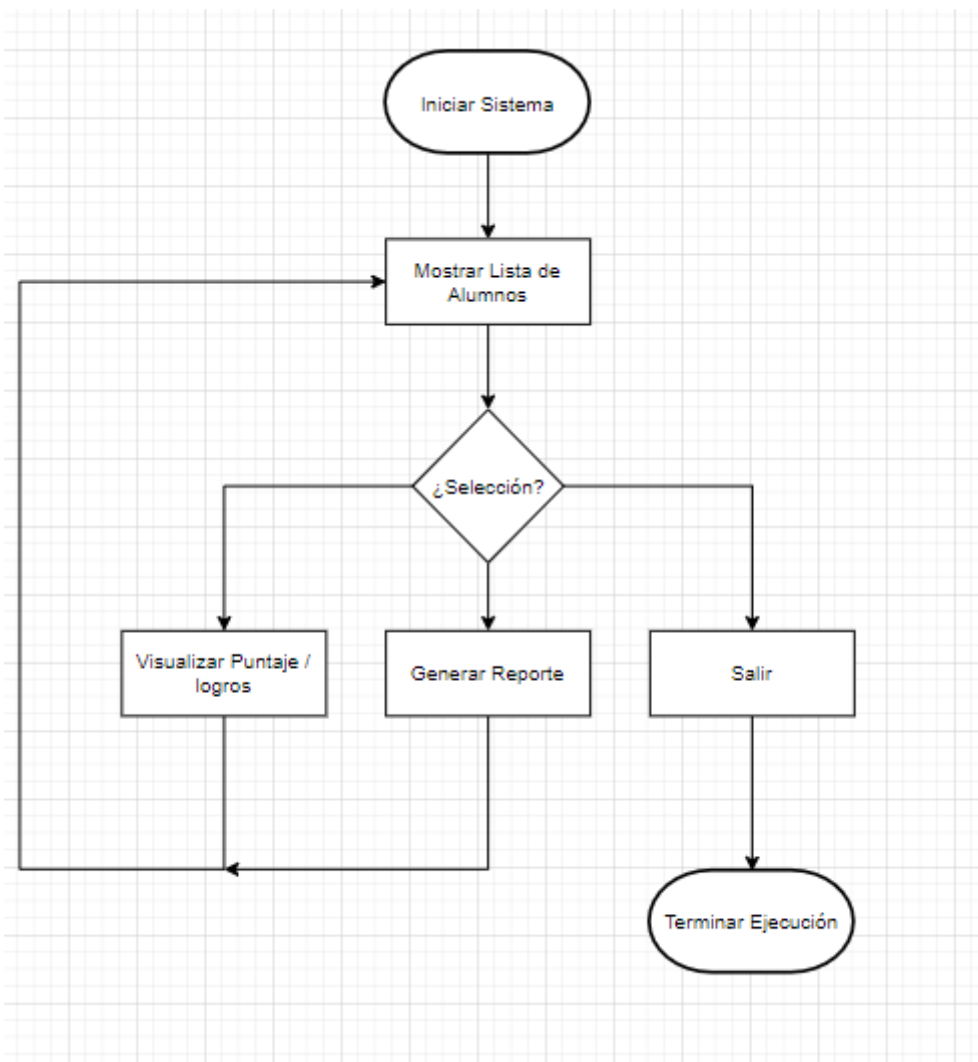 Iniciar Sistema
Mostrar Lista de
Alumnos
¿Selección?
Visualizar Puntaje /
logros
Generar Reporte
Salir
Terminar Ejecución